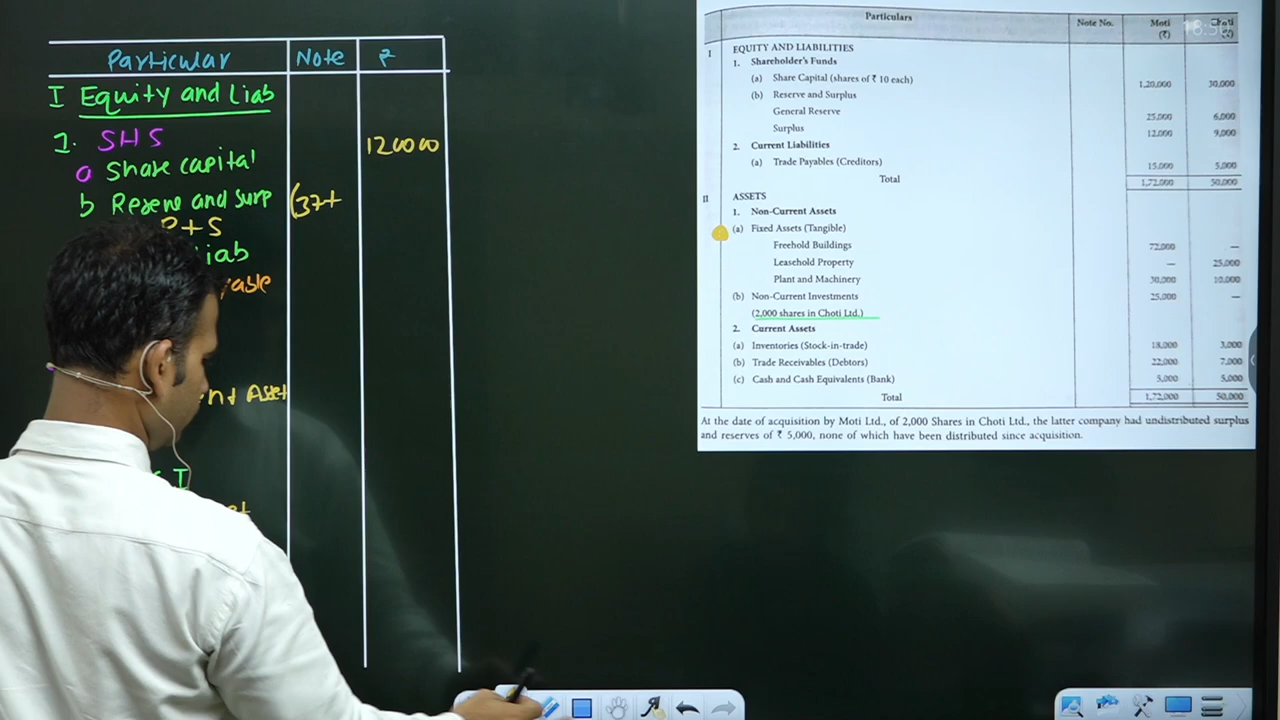 Particular Note ₹
I Equity and Liab
1. SHS
a Share capital 120000
b Resene and Surp (37+
R+S
liab
able
nt Asset
Particulars Note No. Moti (₹) Choti (₹)
18:50
I EQUITY AND LIABILITIES
1. Shareholder's Funds
(a) Share Capital (shares of ₹ 10 each) 1,20,000 30,000
(b) Reserve and Surplus
General Reserve 25,000 6,000
Surplus 12,000 9,000
2. Current Liabilities
(a) Trade Payables (Creditors) 15,000 5,000
Total 1,72,000 50,000
II ASSETS
1. Non-Current Assets
(a) Fixed Assets (Tangible)
Freehold Buildings 72,000 —
Leasehold Property — 25,000
Plant and Machinery 30,000 10,000
(b) Non-Current Investments 25,000 —
(2,000 shares in Choti Ltd.)
2. Current Assets
(a) Inventories (Stock-in-trade) 18,000 3,000
(b) Trade Receivables (Debtors) 22,000 7,000
(c) Cash and Cash Equivalents (Bank) 5,000 5,000
Total 1,72,000 50,000
At the date of acquisition by Moti Ltd., of 2,000 Shares in Choti Ltd., the latter company had undistributed surplus
and reserves of ₹ 5,000, none of which have been distributed since acquisition.